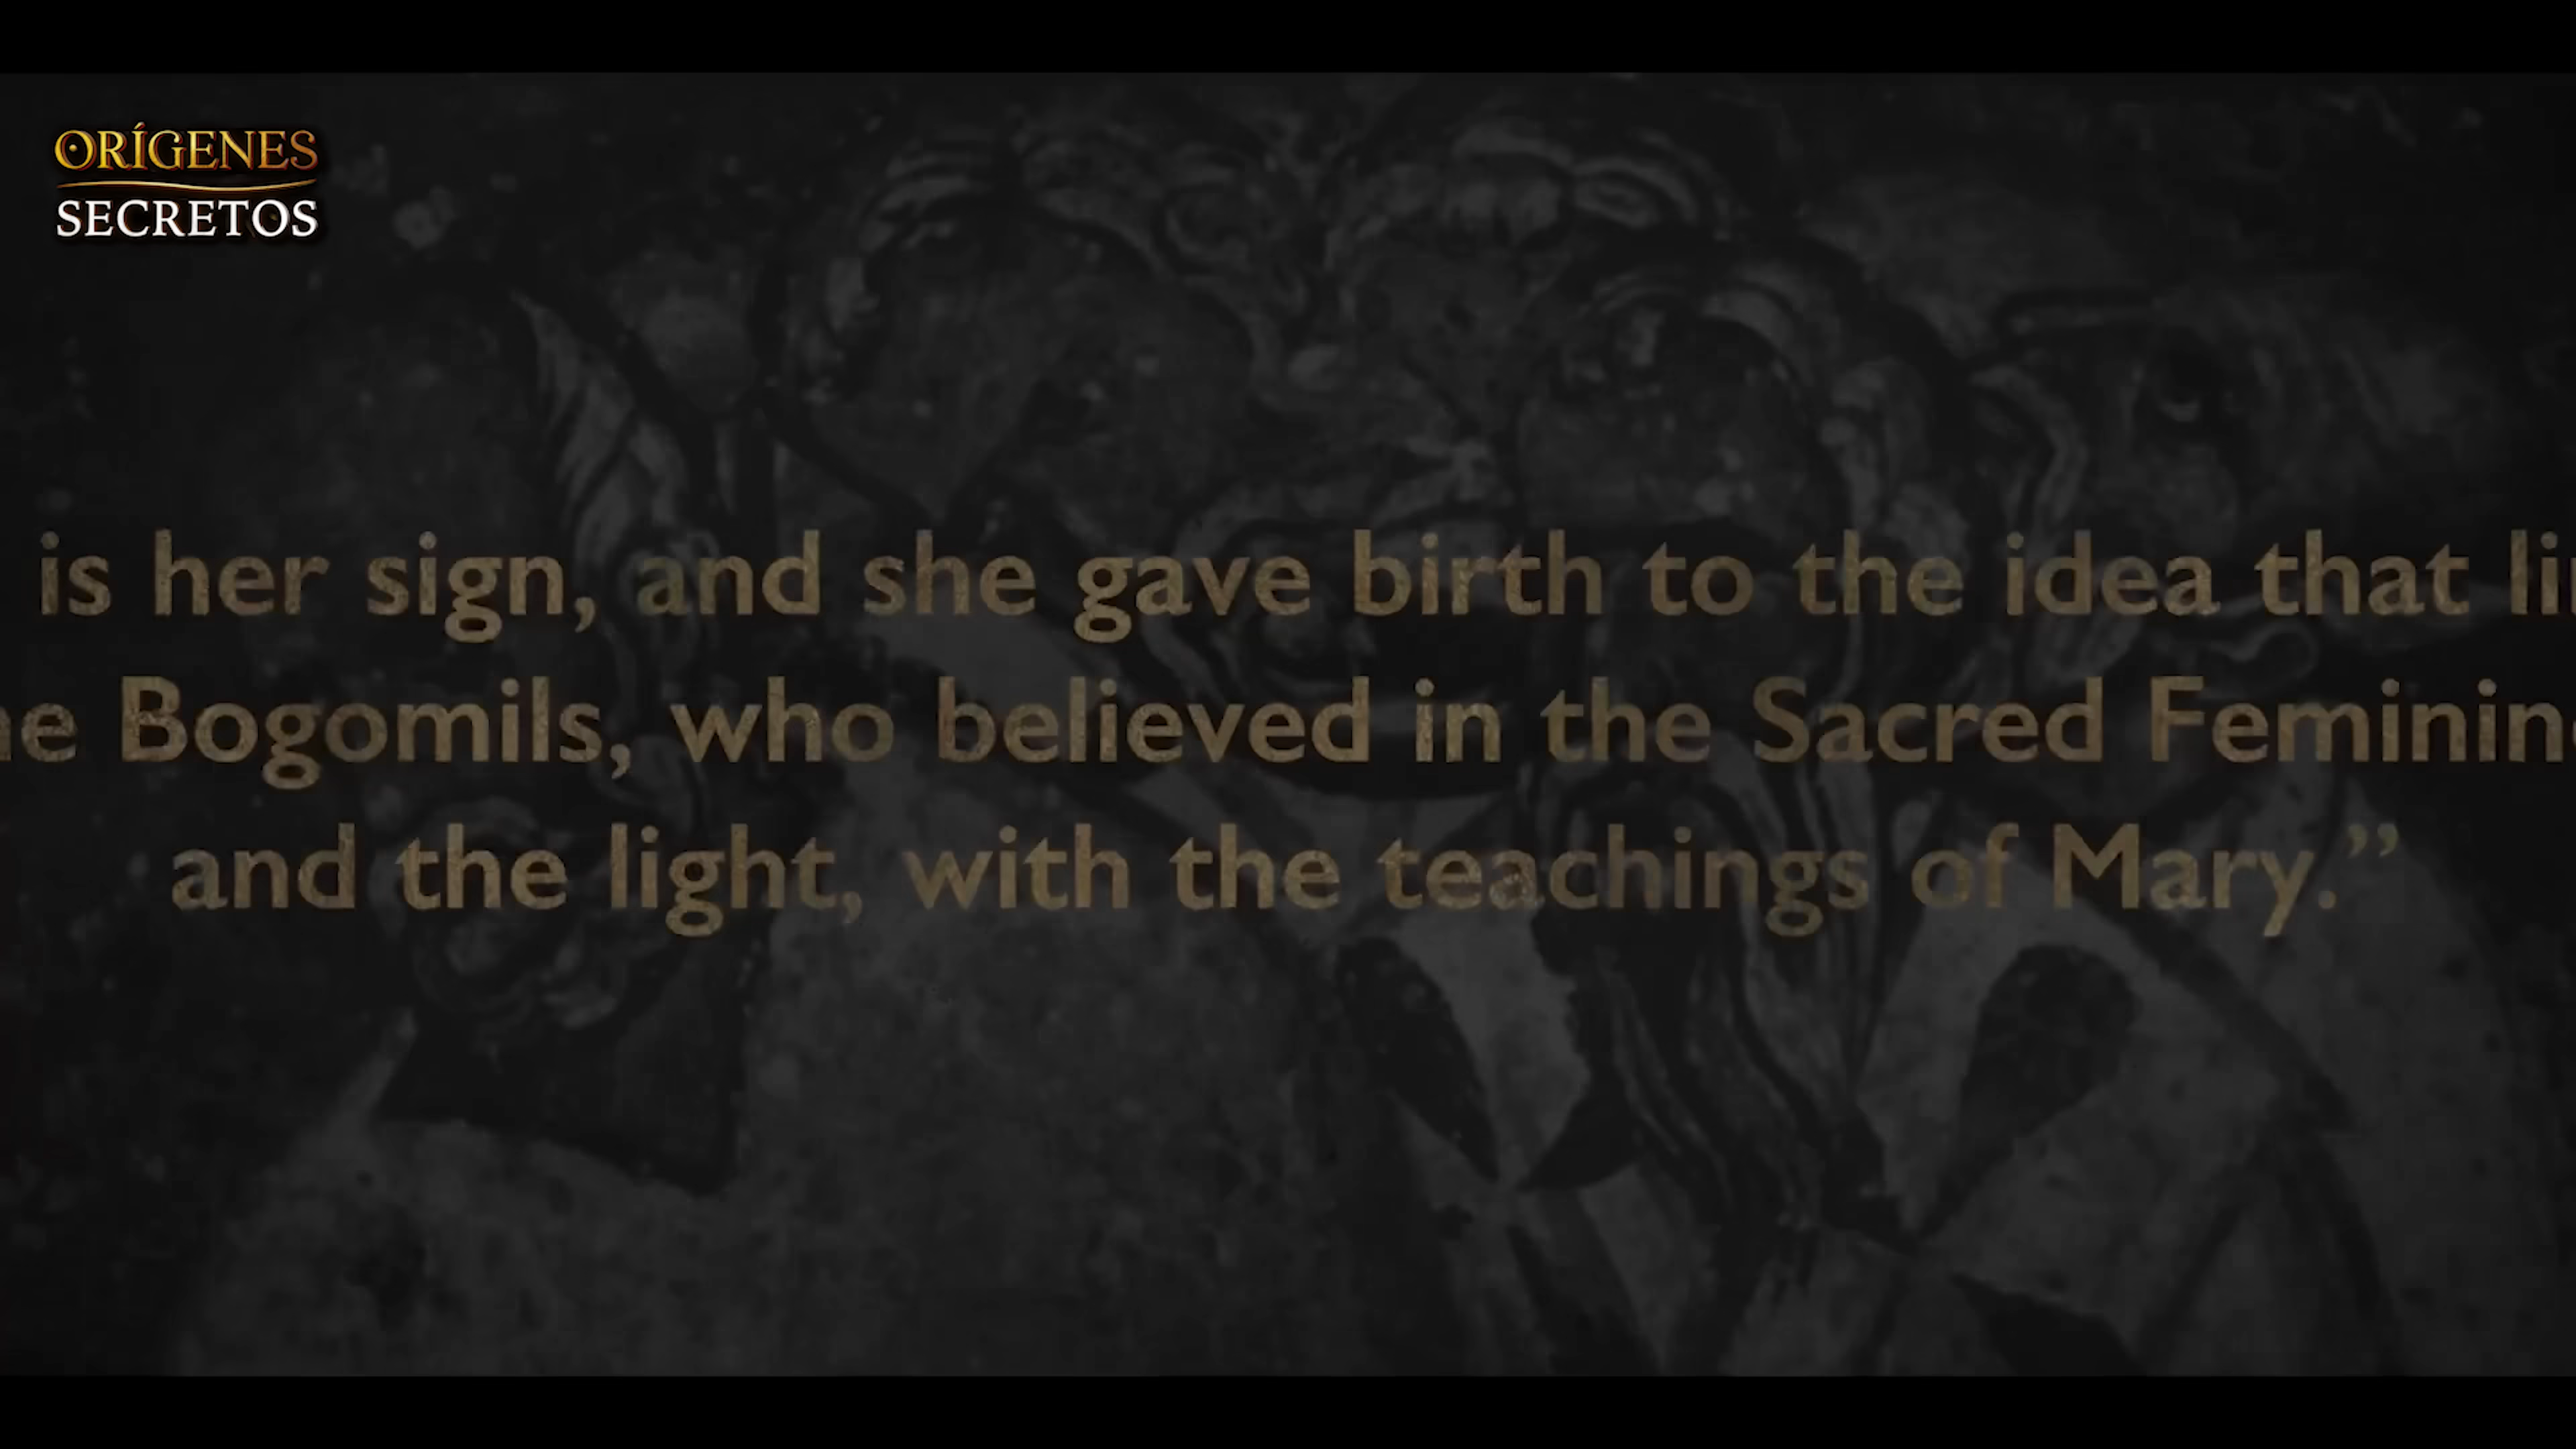 ORÍGENES
SECRETOS
is her sign, and she gave birth to the idea that
Bogomils, who believed in the Sacred
and the light, with the teachings of Mary.”